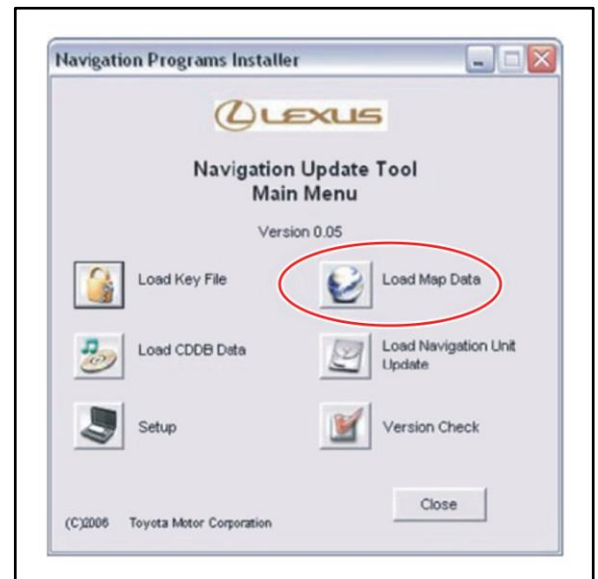 Navigation Programs Installer
LEXUS
Navigation Update Tool
Main Menu
Version 0.05
Load Key File
Load Map Data
Load CDDB Data
Load Navigation Unit
Update
Setup
Version Check
Close
(C)2006 Toyota Motor Corporation